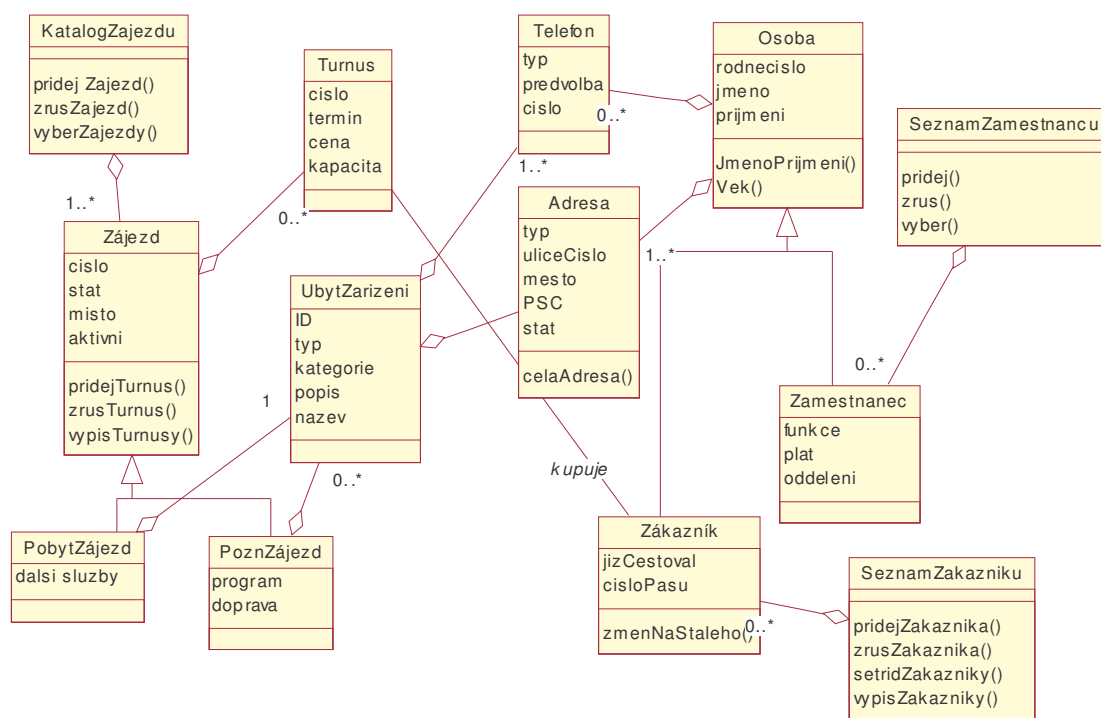 KatalogZajezdu
pridej Zajezd()
zrusZajezd()
vyberZajezdy()
1..*
Turnus
cislo
termin
cena
kapacita
0..*
Telefon
typ
predvolba
cislo
0..*
1..*
Osoba
rodnecislo
jmeno
prijmeni
JmenoPrijmeni()
Vek()
SeznamZamestnancu
pridej()
zrus()
vyber()
0..*
Zájezd
cislo
stat
misto
aktivni
pridejTurnus()
zrusTurnus()
vypisTurnusy()
UbytZarizeni
ID
typ
kategorie
popis
nazev
1
0..*
Adresa
typ
uliceCislo
mesto
PSC
stat
celaAdresa()
1..*
Zamestnanec
funkce
plat
oddeleni
kupuje
PobytZájezd
dalsi sluzby
PoznZájezd
program
doprava
Zákazník
jizCestoval
cisloPasu
zmenNaStaleho()
0..*
SeznamZakazniku
pridejZakaznika()
zrusZakaznika()
setridZakazniky()
vypisZakazniky()